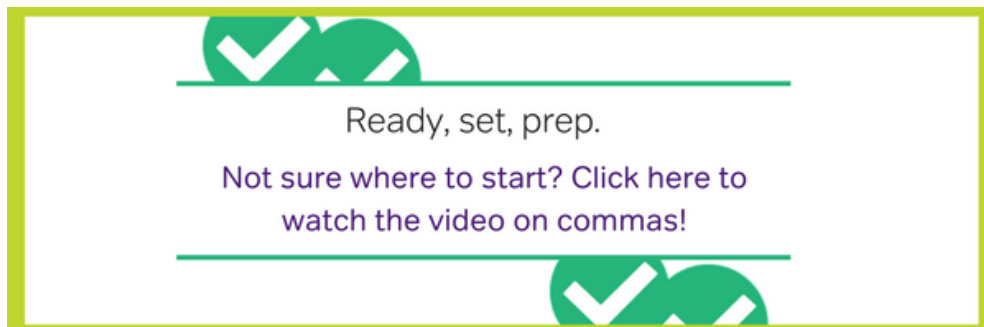 Ready, set, prep.
Not sure where to start? Click here to
watch the video on commas!